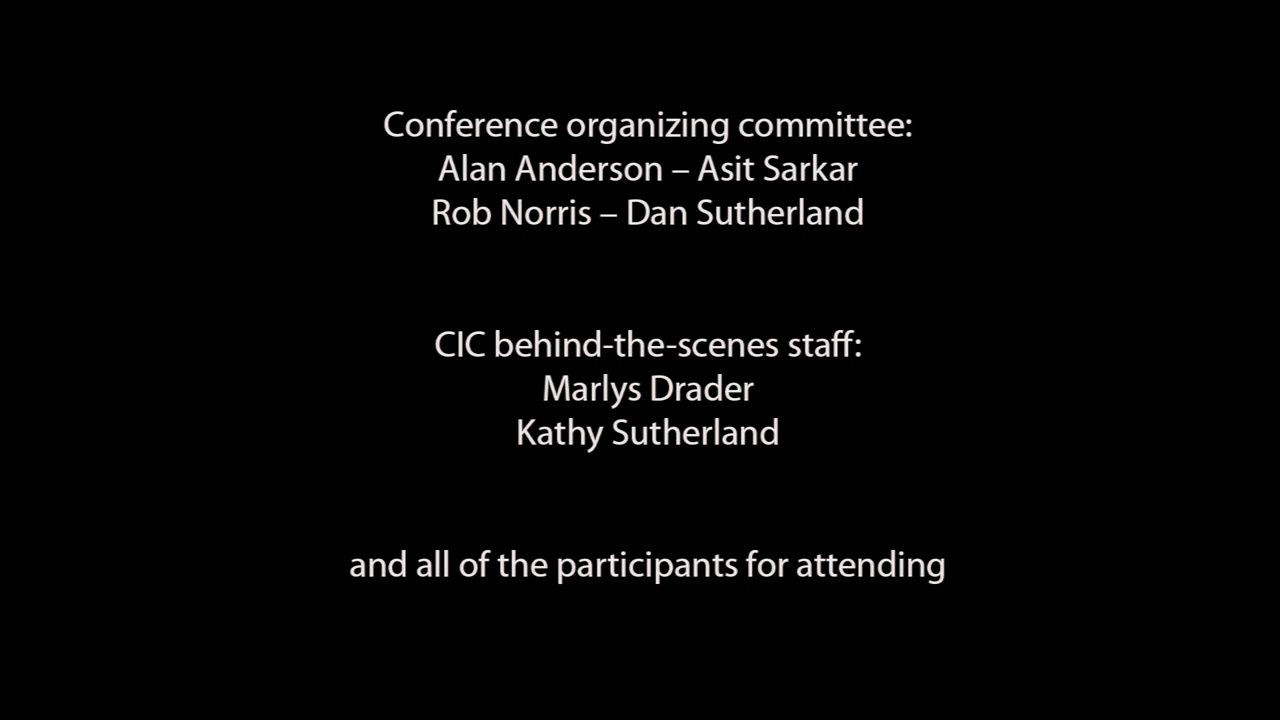 Conference organizing committee:
Alan Anderson – Asit Sarkar
Rob Norris – Dan Sutherland
CIC behind-the-scenes staff:
Marlys Drader
Kathy Sutherland
and all of the participants for attending